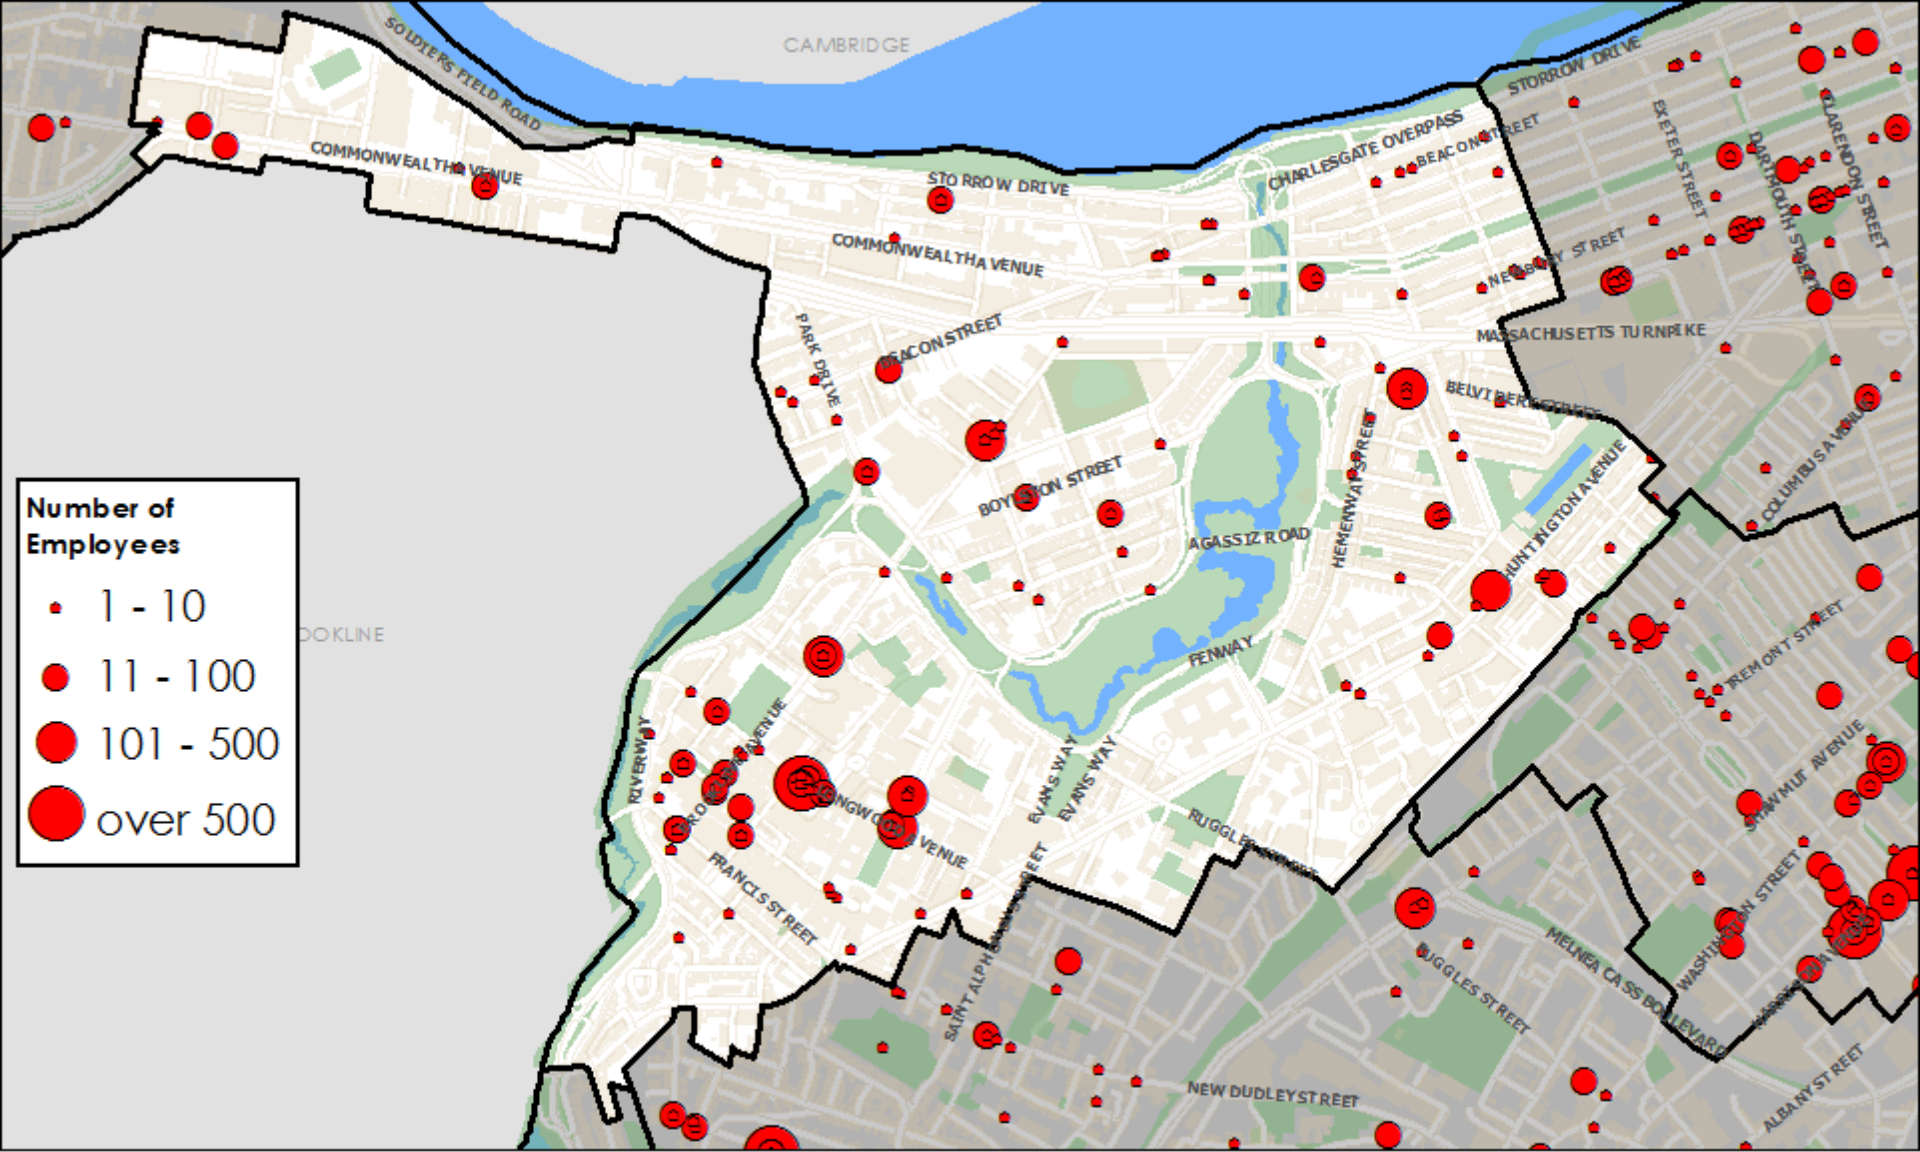 CAMBRIDGE
SOLDIERS FIELD ROAD
STORROW DRIVE
CLARENDON STREET
EXETER STREET
DARTMOUTH STREET
CHARLESGATE OVERPASS
BEACON STREET
COMMONWEALTH AVENUE
STORROW DRIVE
COMMONWEALTH AVENUE
NEWBURY STREET
PARK DRIVE
BEACON STREET
MASSACHUSETTS TURNPIKE
BELVIDERE STREET
COLUMBUS AVENUE
HEMENWAY STREET
HUNTINGTON AVENUE
BOYLSTON STREET
AGASSIZ ROAD
Number of
Employees
1 - 10
11 - 100
101 - 500
over 500
OOKLINE
FENWAY
TREMONT STREET
RIVERWAY
BROOKLINE AVENUE
EVANS WAY
EVANS WAY
SHAWMUT AVENUE
LONGWOOD AVENUE
RUGGLES STREET
FRANCIS STREET
SAINT ALPHONSUS STREET
WASHINGTON STREET
RUGGLES STREET
MELNEA CASS BOULEVARD
NEW DUDLEY STREET
ALBANY STREET